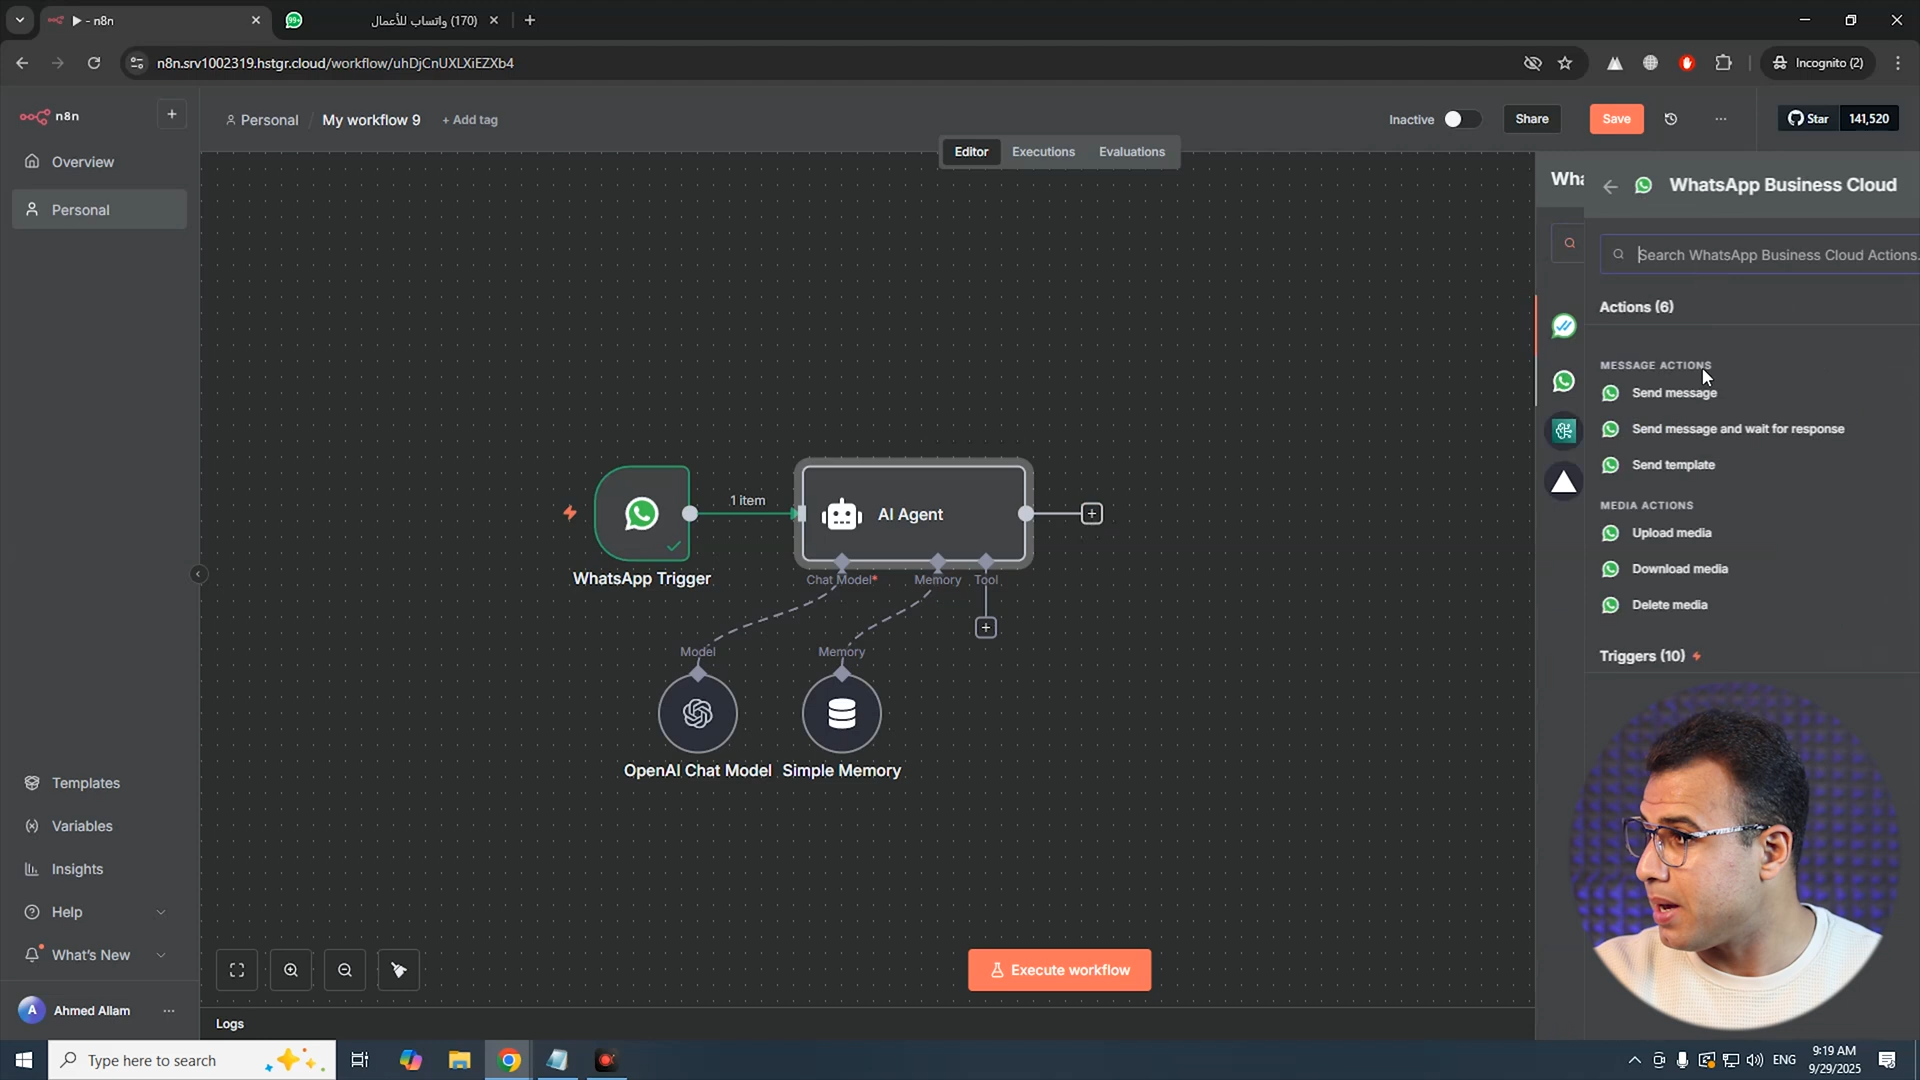 ▶ - n8n
(170) واتساب للأعمال
n8n.srv1002319.hstgr.cloud/workflow/uhDjCnUXLXiEZXb4
Incognito (2)
n8n
Personal / My workflow 9 + Add tag
Inactive
Share
Save
Star 141,520
Editor Executions Evaluations
Overview
Personal
Wha
WhatsApp Business Cloud
Search WhatsApp Business Cloud Actions.
Actions (6)
MESSAGE ACTIONS
Send message
Send message and wait for response
Send template
MEDIA ACTIONS
Upload media
Download media
Delete media
Triggers (10)
1 item
AI Agent
WhatsApp Trigger
Chat Model*
Memory
Tool
Model
Memory
OpenAI Chat Model
Simple Memory
Templates
Variables
Insights
Help
What's New
A
Ahmed Allam
Execute workflow
Logs
Type here to search
ENG
9:19 AM
9/29/2025